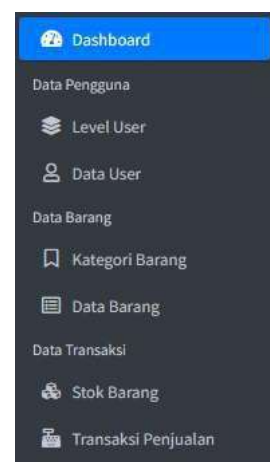 Dashboard
Data Pengguna
Level User
Data User
Data Barang
Kategori Barang
Data Barang
Data Transaksi
Stok Barang
Transaksi Penjualan